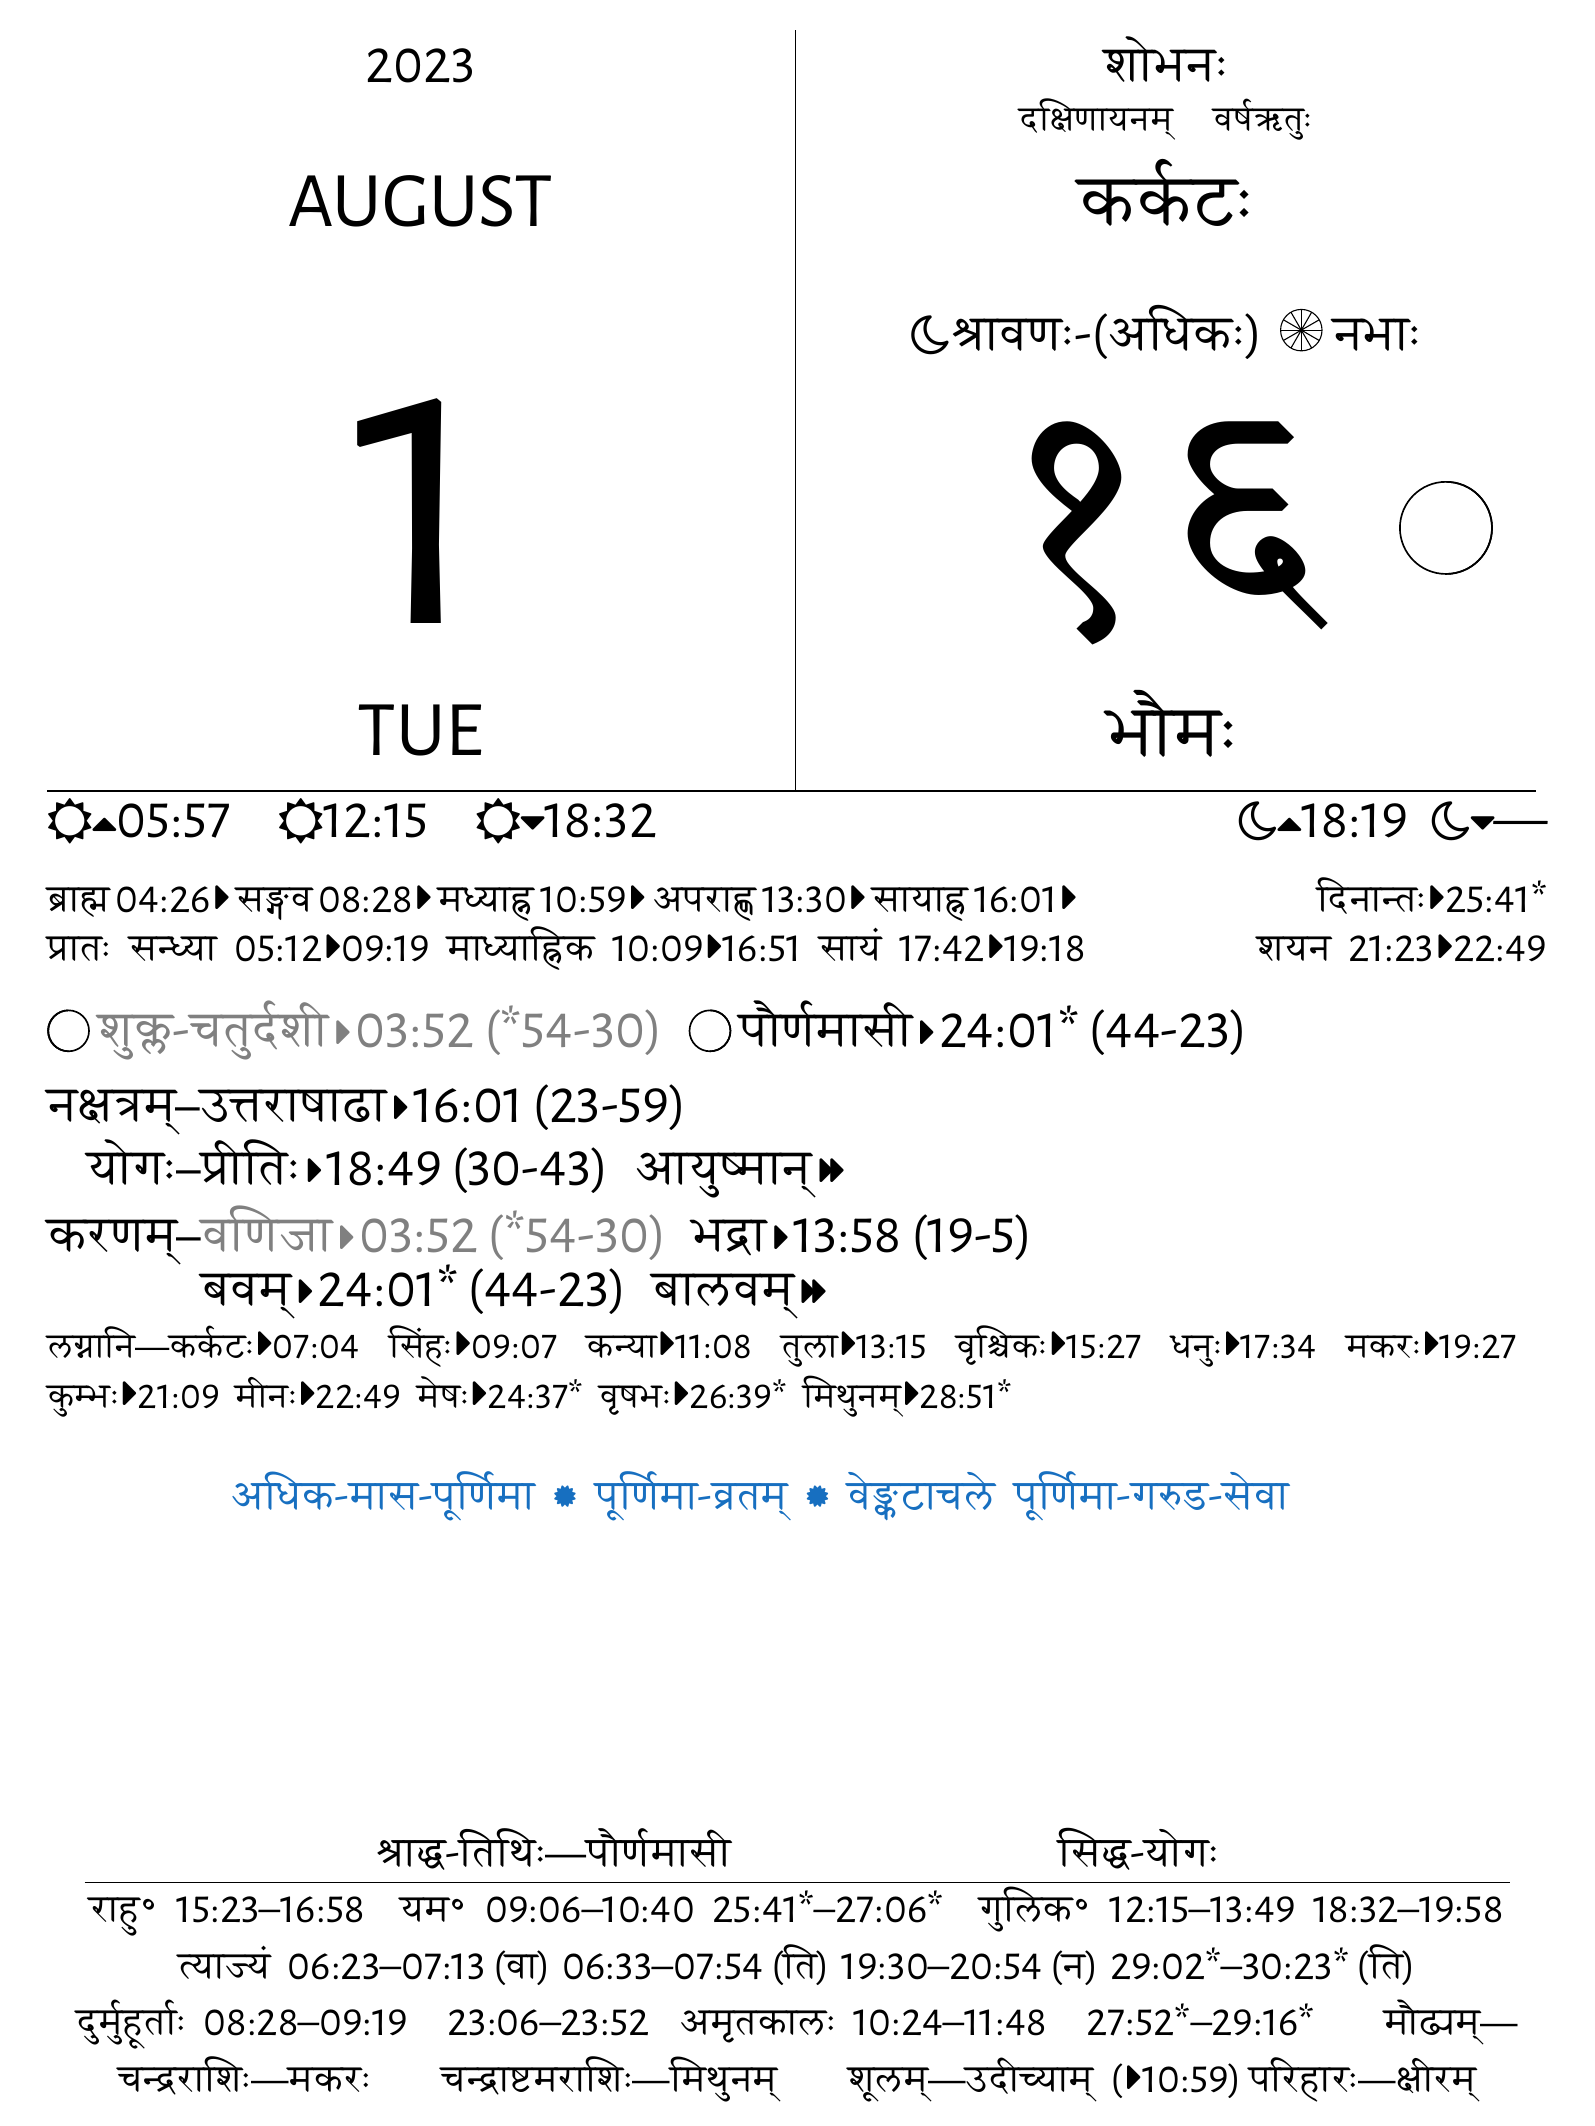 2023
AUGUST
1
TUE
शोभनः
दक्षिणायनम् वर्षऋतुः
कर्कटः
श्रावणः-(अधिकः) नभाः
१६
भौमः
05:57 12:15 18:32 18:19 —
ब्राह्म 04:26 सङ्गव 08:28 मध्याह्न 10:59 अपराह्ण 13:30 सायाह्न 16:01 दिनान्तः 25:41*
प्रातः सन्ध्या 05:12 09:19 माध्याह्निक 10:09 16:51 सायं 17:42 19:18 शयन 21:23 22:49
शुक्ल-चतुर्दशी 03:52 (*54-30) पौर्णमासी 24:01* (44-23)
नक्षत्रम्–उत्तराषाढा 16:01 (23-59)
योगः–प्रीतिः 18:49 (30-43) आयुष्मान्
करणम्–वणिजा 03:52 (*54-30) भद्रा 13:58 (19-5)
बवम् 24:01* (44-23) बालवम्
लग्नानि—कर्कटः 07:04 सिंहः 09:07 कन्या 11:08 तुला 13:15 वृश्चिकः 15:27 धनुः 17:34 मकरः 19:27
कुम्भः 21:09 मीनः 22:49 मेषः 24:37* वृषभः 26:39* मिथुनम् 28:51*
अधिक-मास-पूर्णिमा ✹ पूर्णिमा-व्रतम् ✹ वेङ्कटाचले पूर्णिमा-गरुड-सेवा
श्राद्ध-तिथिः—पौर्णमासी सिद्ध-योगः
राहु॰ 15:23–16:58 यम॰ 09:06–10:40 25:41*–27:06* गुलिक॰ 12:15–13:49 18:32–19:58
त्याज्यं 06:23–07:13 (वा) 06:33–07:54 (ति) 19:30–20:54 (न) 29:02*–30:23* (ति)
दुर्मुहूर्ताः 08:28–09:19 23:06–23:52 अमृतकालः 10:24–11:48 27:52*–29:16* मौढ्यम्—
चन्द्रराशिः—मकरः चन्द्राष्टमराशिः—मिथुनम् शूलम्—उदीच्याम् (10:59) परिहारः—क्षीरम्